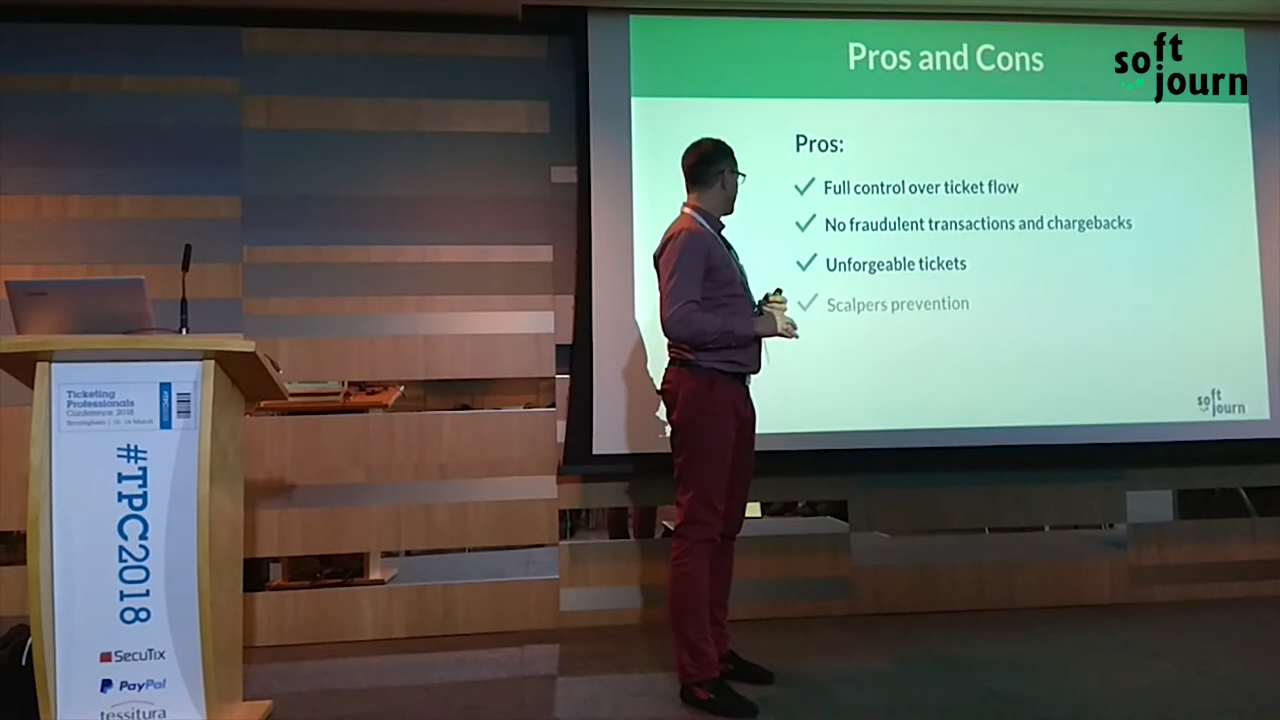 Pros and Cons
soft
journ
Pros:
Full control over ticket flow
No fraudulent transactions and chargebacks
Unforgeable tickets
Scalpers prevention
soft
journ
Ticketing
Professionals
Conference 2018
#TPC2018
SECUTIX
PayPal
tessitura